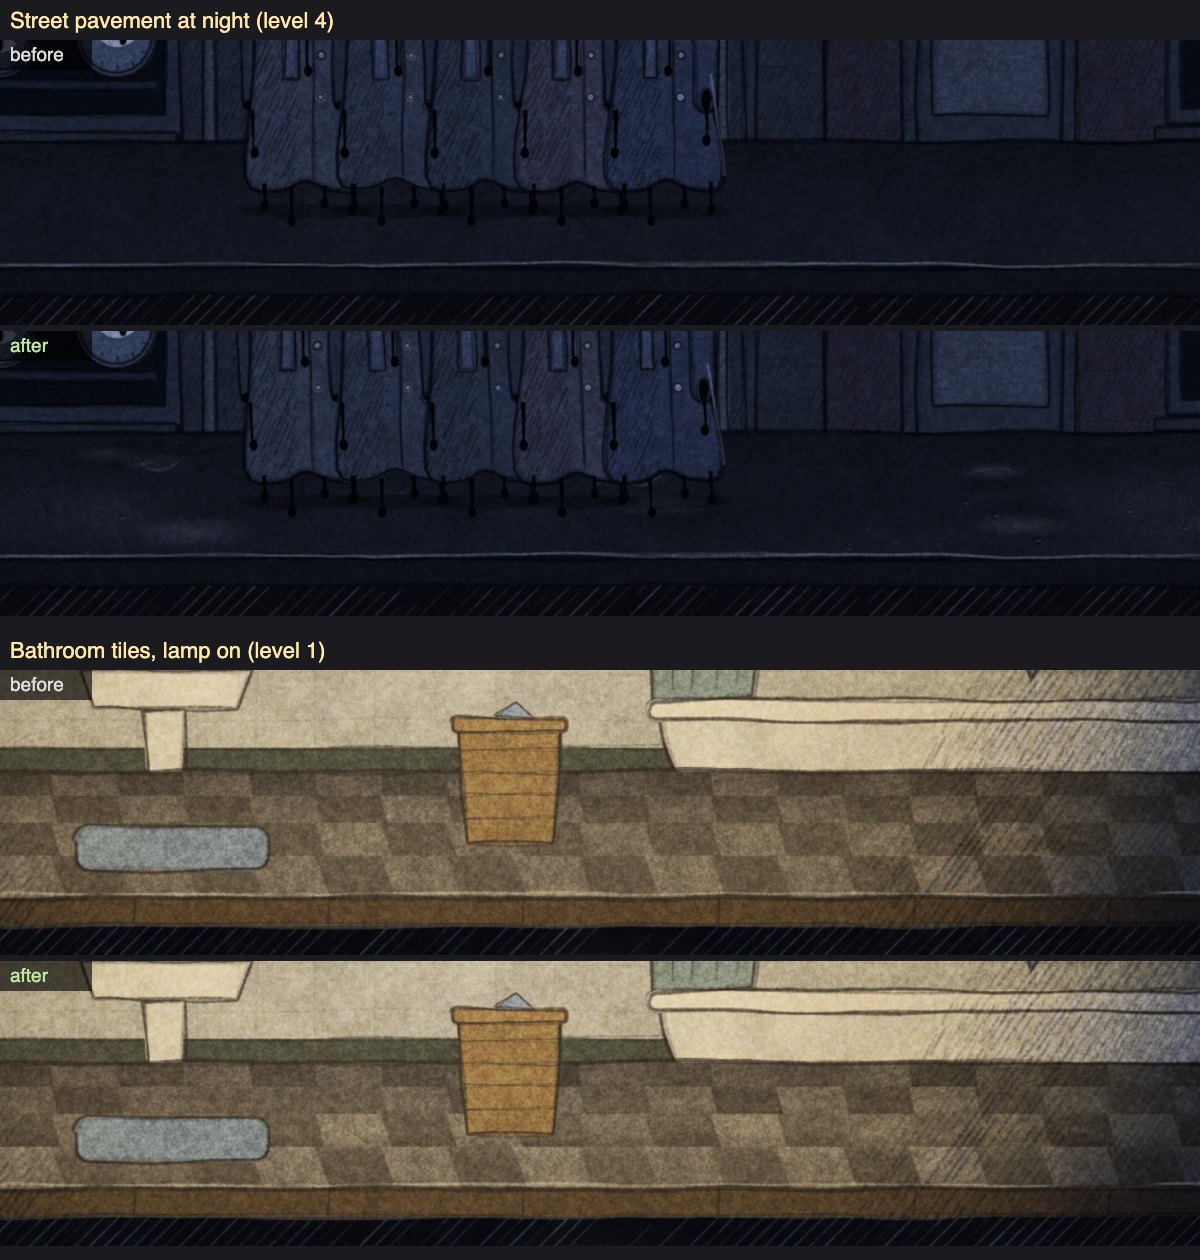 Street pavement at night (level 4)
before
after
Bathroom tiles, lamp on (level 1)
before
after